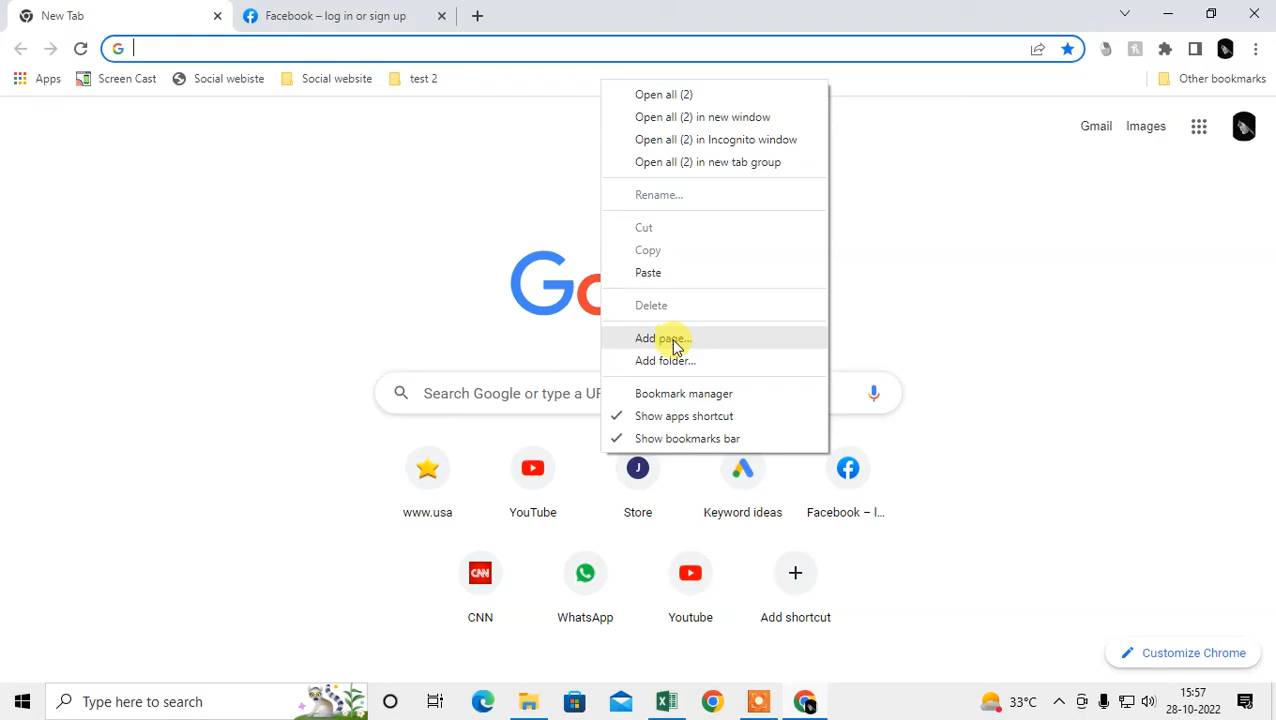 New Tab
Facebook – log in or sign up
Apps
Screen Cast
Social webiste
Social website
test 2
Other bookmarks
Gmail
Images
Open all (2)
Open all (2) in new window
Open all (2) in Incognito window
Open all (2) in new tab group
Rename...
Cut
Copy
Paste
Delete
Add page...
Add folder...
Bookmark manager
Show apps shortcut
Show bookmarks bar
Search Google or type a UR
J
www.usa
YouTube
Store
Keyword ideas
Facebook – l...
CNN
CNN
WhatsApp
Youtube
Add shortcut
Customize Chrome
Type here to search
33°C
15:57
28-10-2022